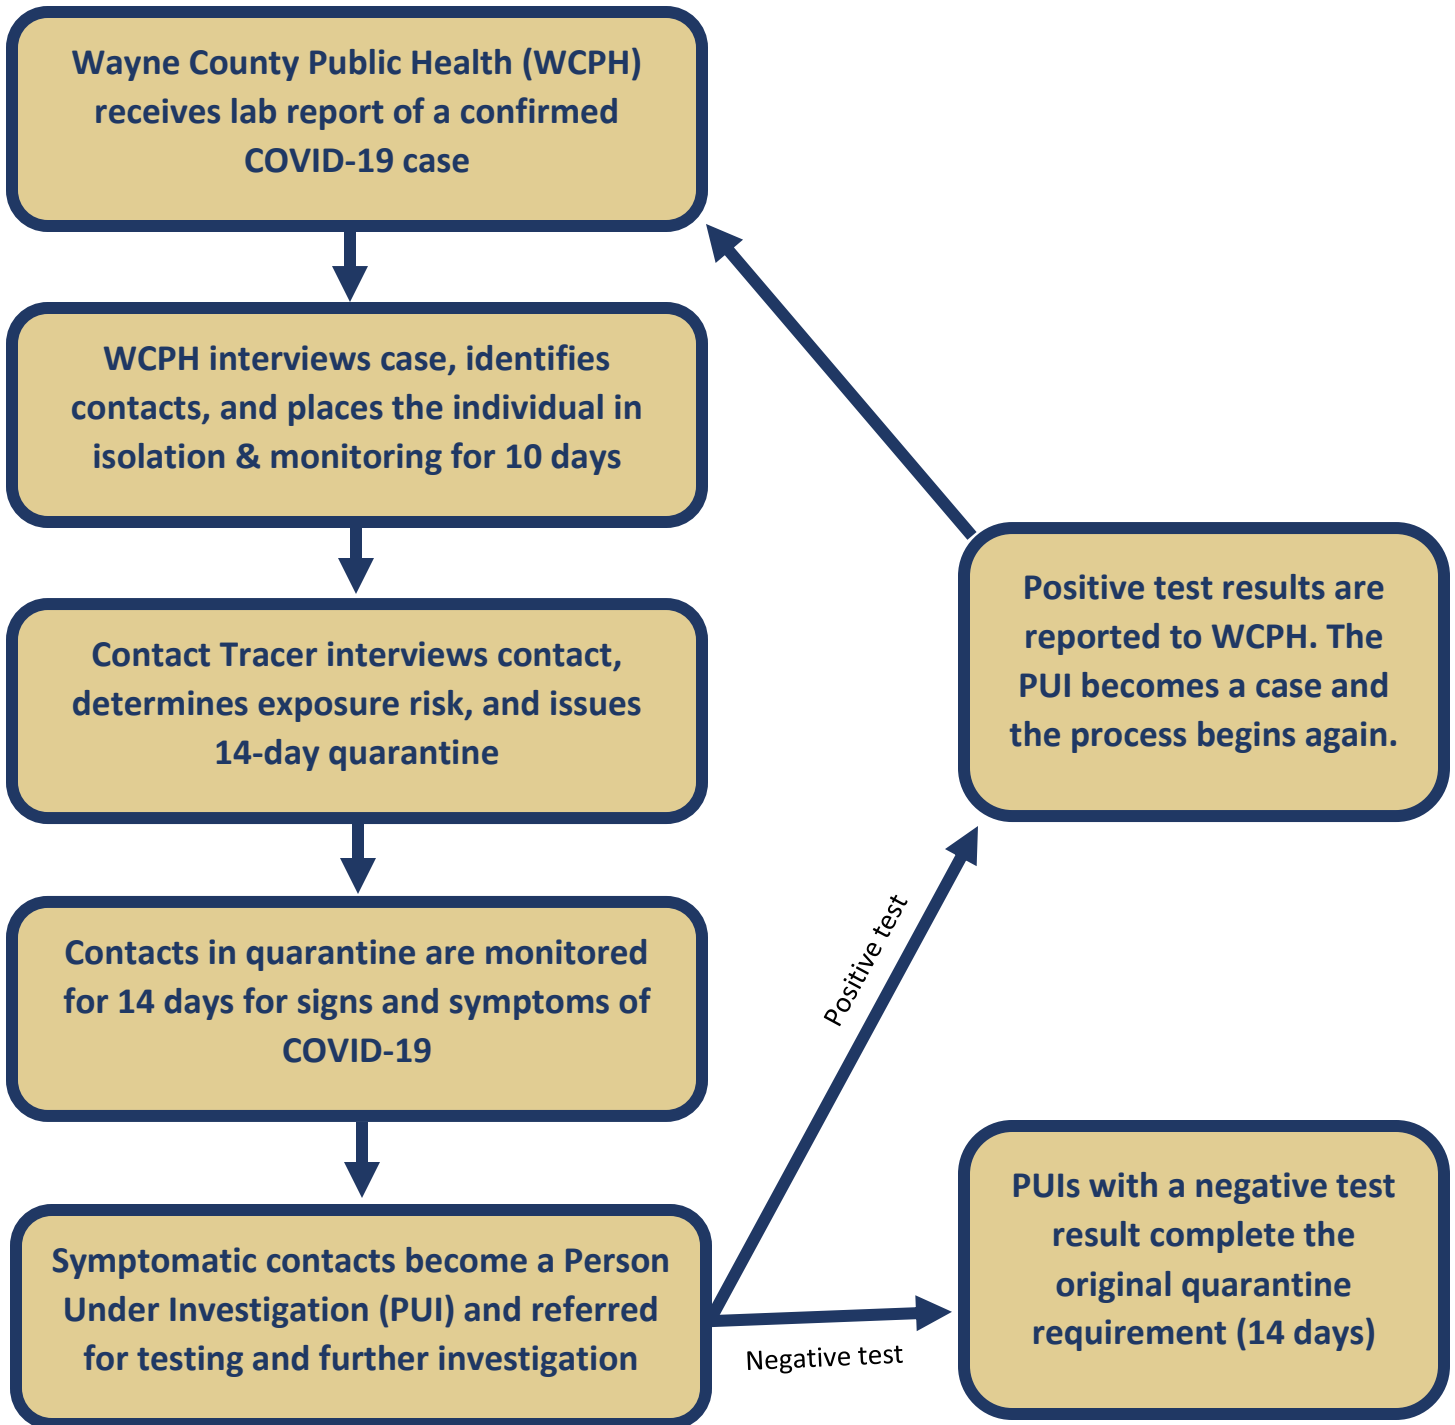 Wayne County Public Health (WCPH)
receives lab report of a confirmed
COVID-19 case
WCPH interviews case, identifies
contacts, and places the individual in
isolation & monitoring for 10 days
Contact Tracer interviews contact,
determines exposure risk, and issues
14-day quarantine
Contacts in quarantine are monitored
for 14 days for signs and symptoms of
COVID-19
Symptomatic contacts become a Person
Under Investigation (PUI) and referred
for testing and further investigation
Positive test
Positive test results are
reported to WCPH. The
PUI becomes a case and
the process begins again.
Negative test
PUIs with a negative test
result complete the
original quarantine
requirement (14 days)